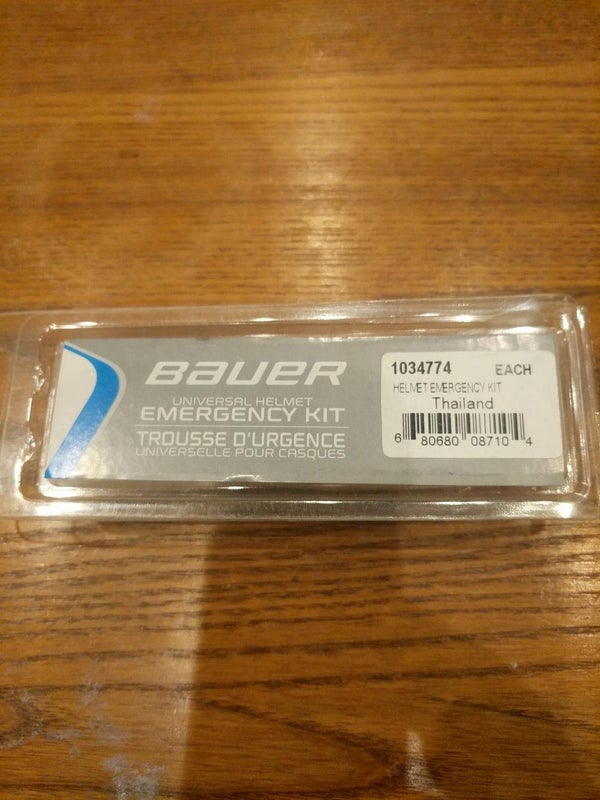 BAUER
UNIVERSAL HELMET
EMERGENCY KIT
TROUSSE D'URGENCE
UNIVERSELLE POUR CASQUES
1034774 EACH
HELMET EMERGENCY KIT
Thailand
6 80680 08710 4